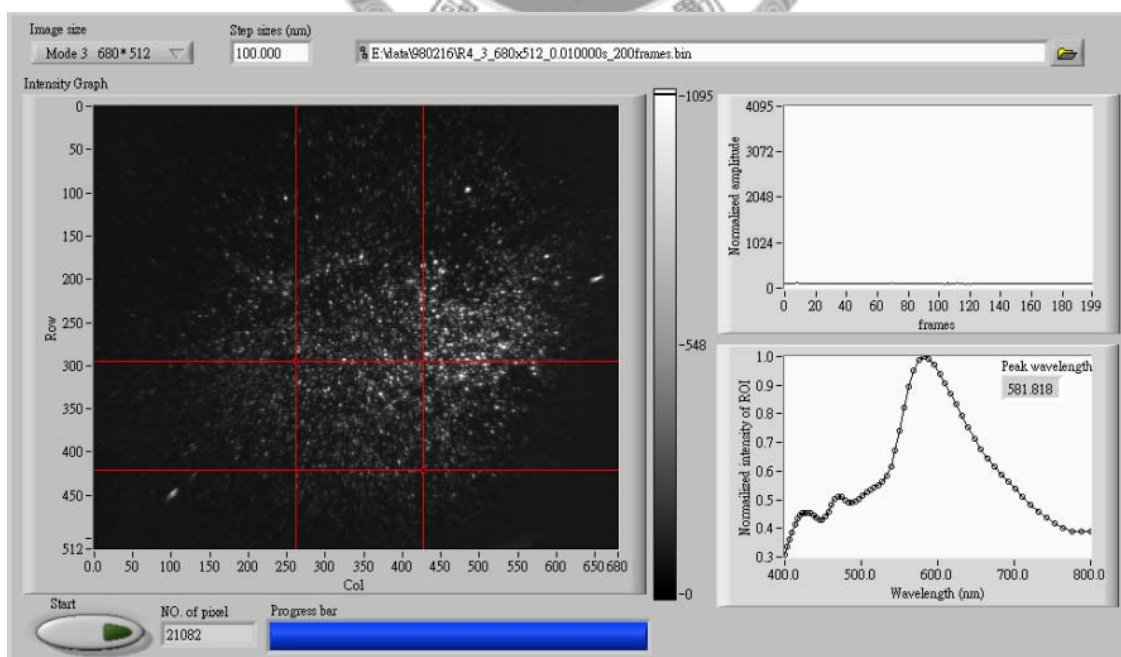 Image size
Step sizes (nm)
Mode 3 680*512
100.000
E:\data\980216\R4_3_680x512_0.010000s_200frames.bin
Intensity Graph
0
50
100
150
200
250
300
350
400
450
512
Row
0.0 50 100 150 200 250 300 350 400 450 500 550 600 650 680
Col
1095
548
0
4095
3072
2048
1024
0
Normalized amplitude
0 20 40 60 80 100 120 140 160 180 199
frames
1.0
0.9
0.8
0.7
0.6
0.5
0.4
0.3
Normailized intensity of ROI
Peak wavelength
581.818
400.0 500.0 600.0 700.0 800.0
Wavelength (nm)
Start
NO. of pixel
21082
Progress bar